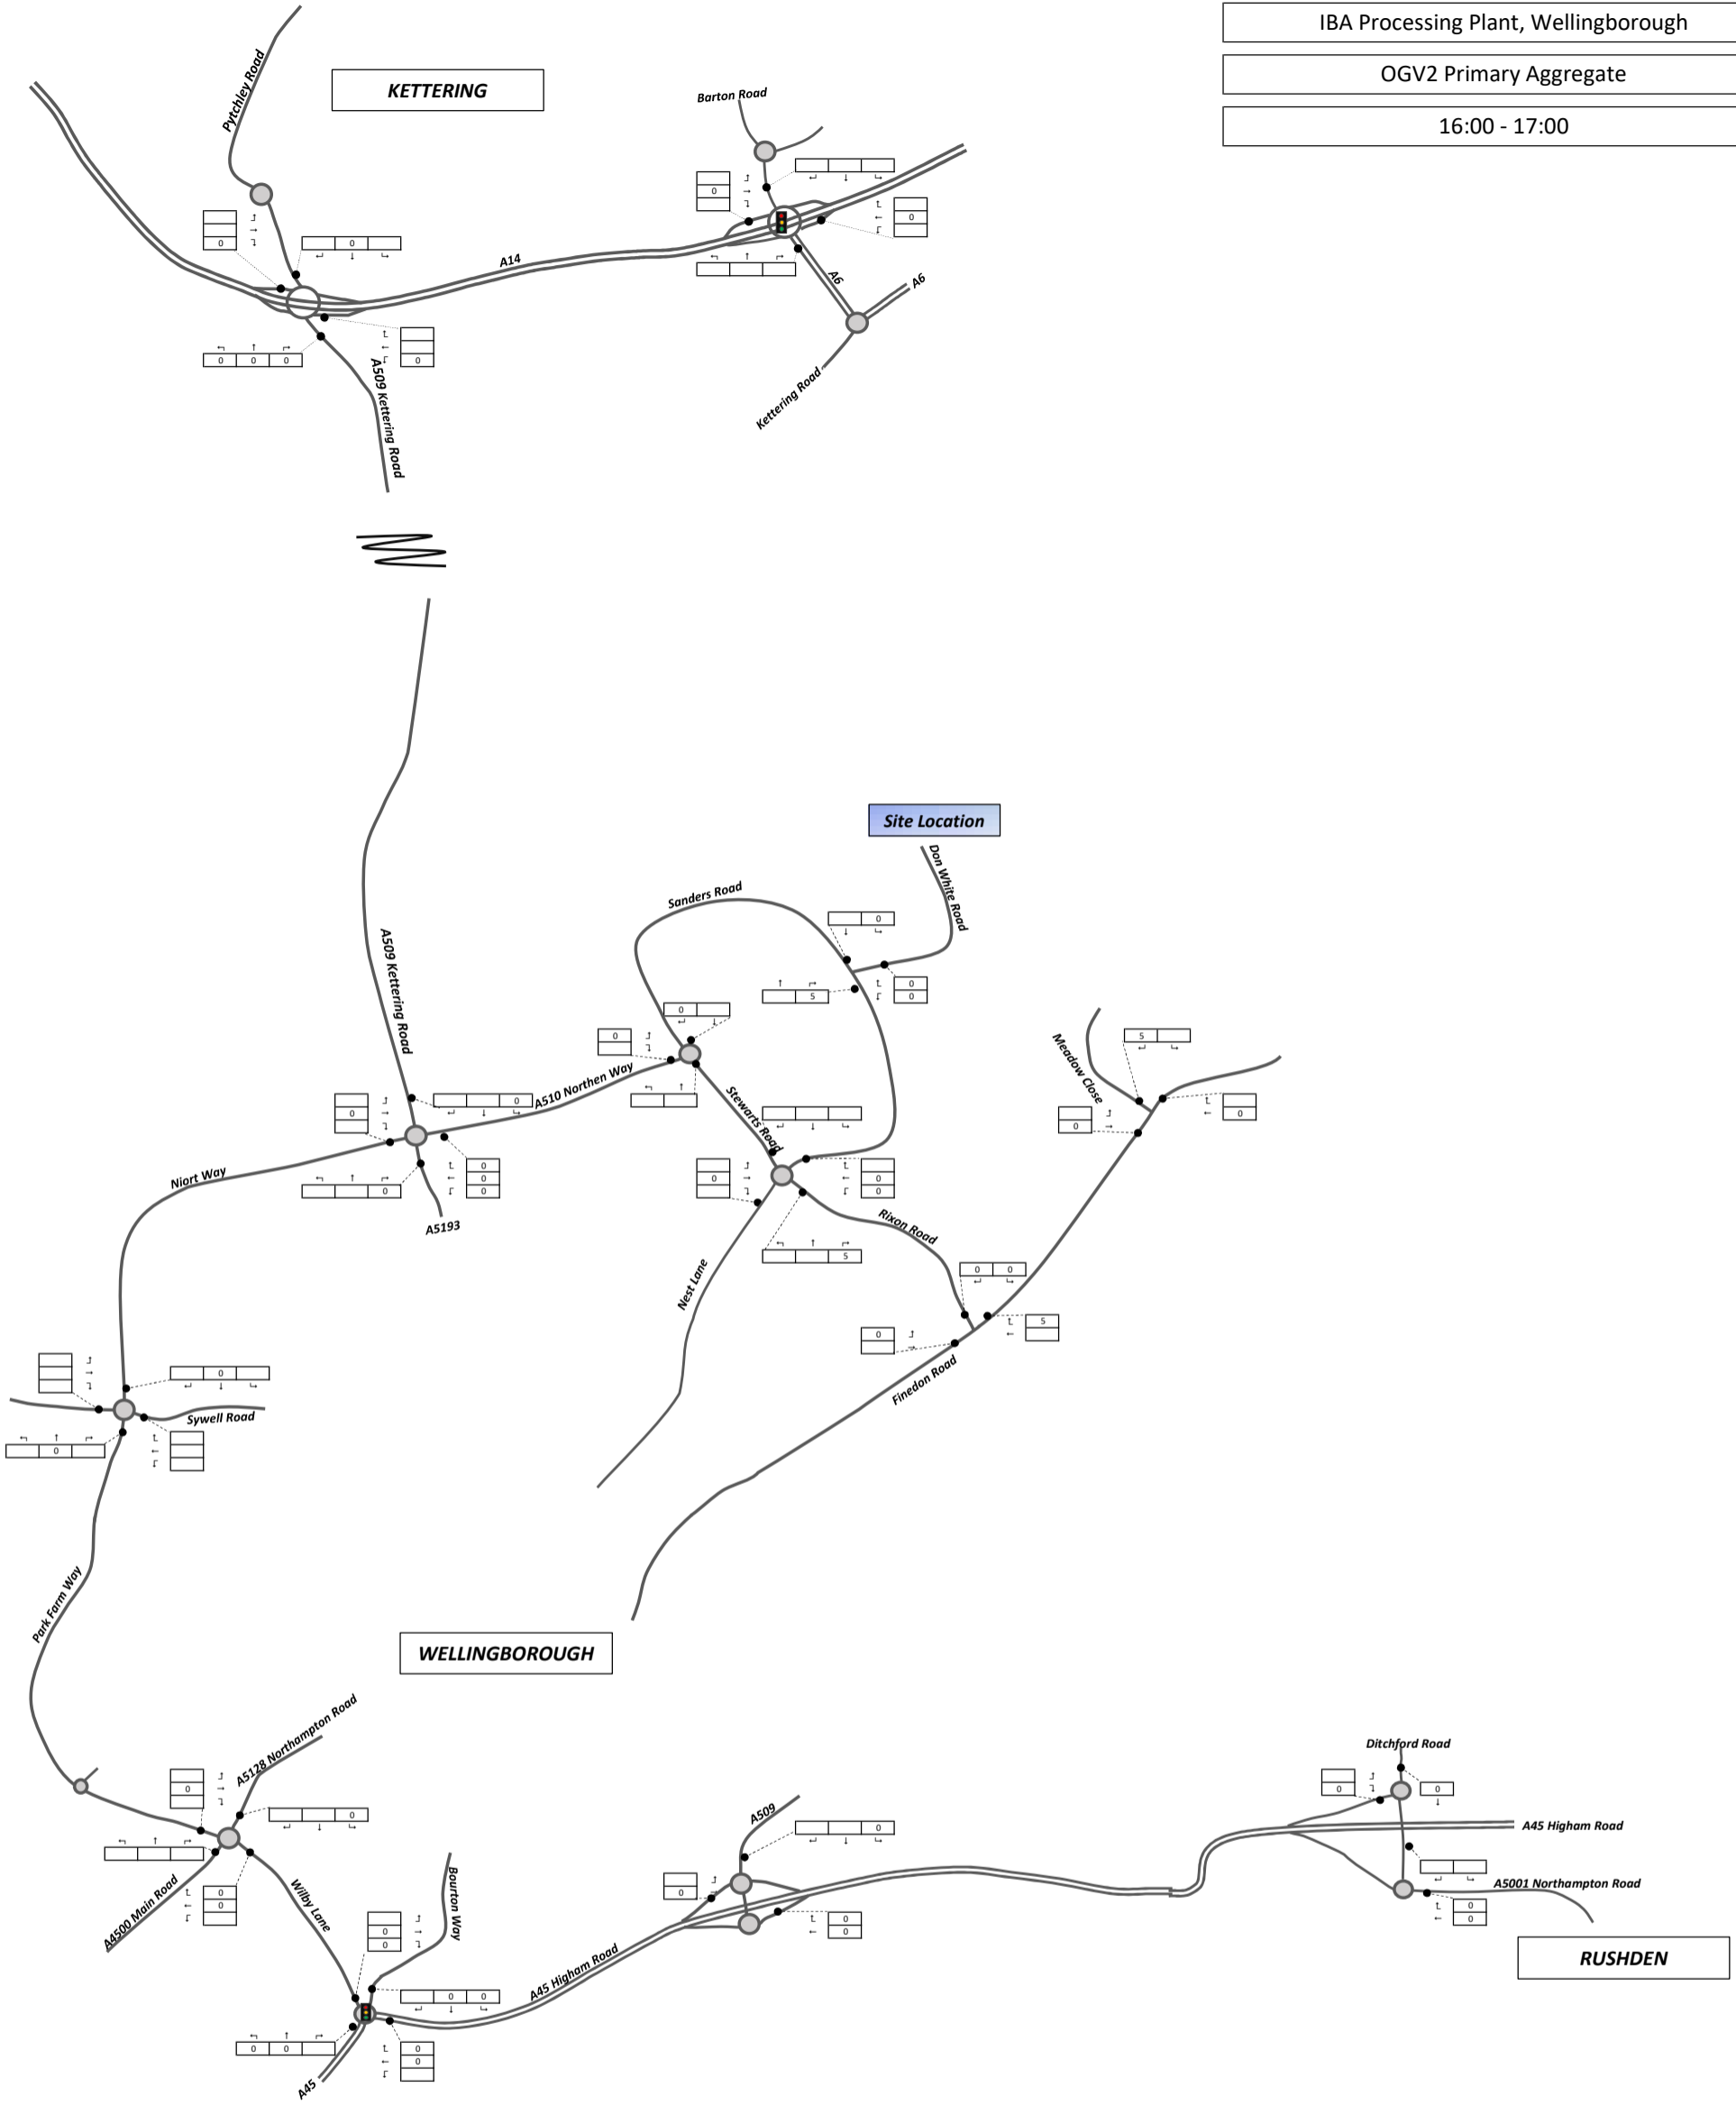 IBA Processing Plant, Wellingborough
OGV2 Primary Aggregate
16:00 - 17:00
KETTERING
Pytchley Road
Barton Road
0
0
0
0
A14
A6
A6
0 0 0
0
A509 Kettering Road
Kettering Road
Site Location
Don White Road
Sanders Road
0
0
0
5
A509 Kettering Road
0
0
5
Meadow Close
A510 Northen Way
Stewarts Road
0
0
0
0
Niort Way
0
0
0
0
A5193
0
0
0
Rixon Road
5
Nest Lane
0 0
5
0
Finedon Road
0
Sywell Road
0
Park Farm Way
WELLINGBOROUGH
A5128 Northampton Road
0
0
A4500 Main Road
0
0
Wilby Lane
Bourton Way
0
0
0 0
0 0
0
0
A45
A45 Higham Road
A509
0
0
0
0
Ditchford Road
0
0
A45 Higham Road
A5001 Northampton Road
0
0
RUSHDEN